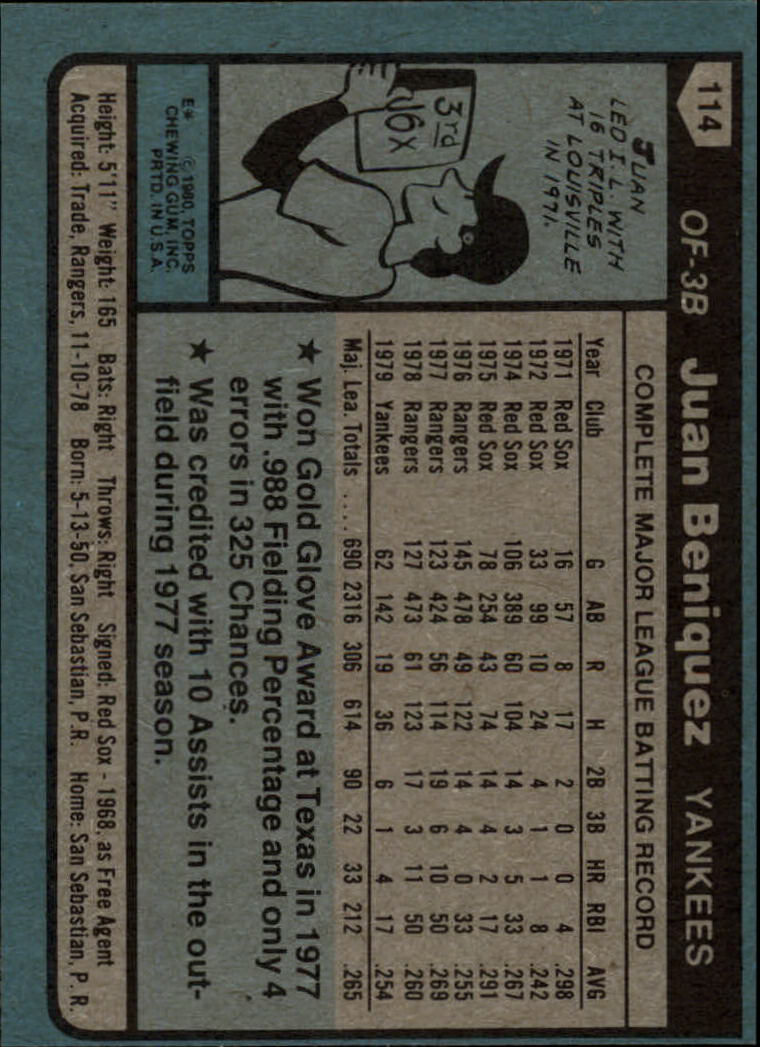 114 OF-3B Juan Beniquez YANKEES
JUAN
LED I.L. WITH
16 TRIPLES
AT LOUISVILLE
IN 1971.
3rd
16x
E* © 1980 TOPPS
CHEWING GUM, INC.
PRTD. IN U.S.A.
COMPLETE MAJOR LEAGUE BATTING RECORD
Year Club G AB R H 2B 3B HR RBI AVG
1971 Red Sox 16 57 8 17 2 0 0 4 .298
1972 Red Sox 33 99 10 24 4 1 1 8 .242
1974 Red Sox 106 389 60 104 14 3 5 33 .267
1975 Red Sox 78 254 43 74 14 4 2 17 .291
1976 Rangers 145 478 49 122 14 4 0 33 .255
1977 Rangers 123 424 56 114 19 6 10 50 .269
1978 Rangers 127 473 61 123 17 3 11 50 .260
1979 Yankees 62 142 19 36 6 1 4 17 .254
Maj. Lea. Totals .... 690 2316 306 614 90 22 33 212 .265
★ Won Gold Glove Award at Texas in 1977
with .988 Fielding Percentage and only 4
errors in 325 Chances.
★ Was credited with 10 Assists in the out-
field during 1977 season.
Height: 5'11" Weight: 165 Bats: Right Throws: Right Signed: Red Sox - 1968, as Free Agent
Acquired: Trade, Rangers, 11-10-78 Born: 5-13-50, San Sebastian, P.R. Home: San Sebastian, P. R.